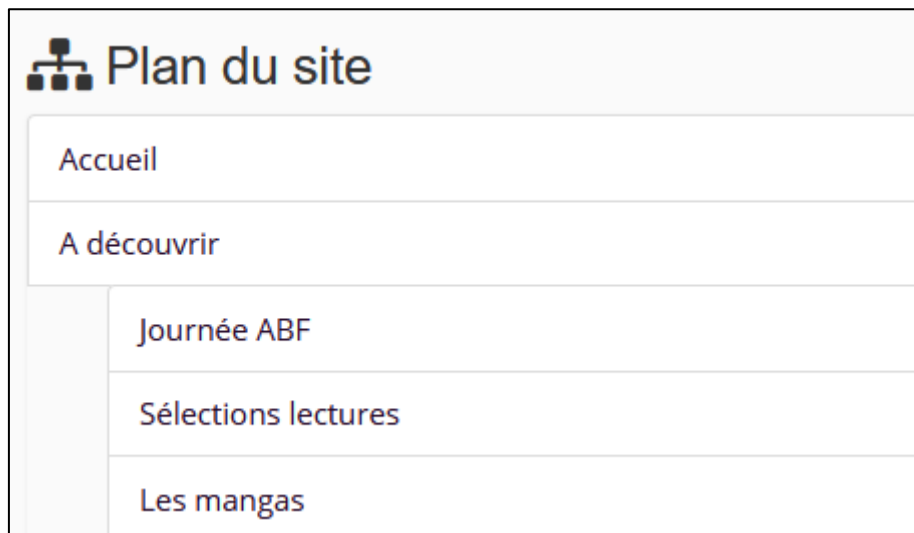 Plan du site
Accueil
A découvrir
Journée ABF
Sélections lectures
Les mangas